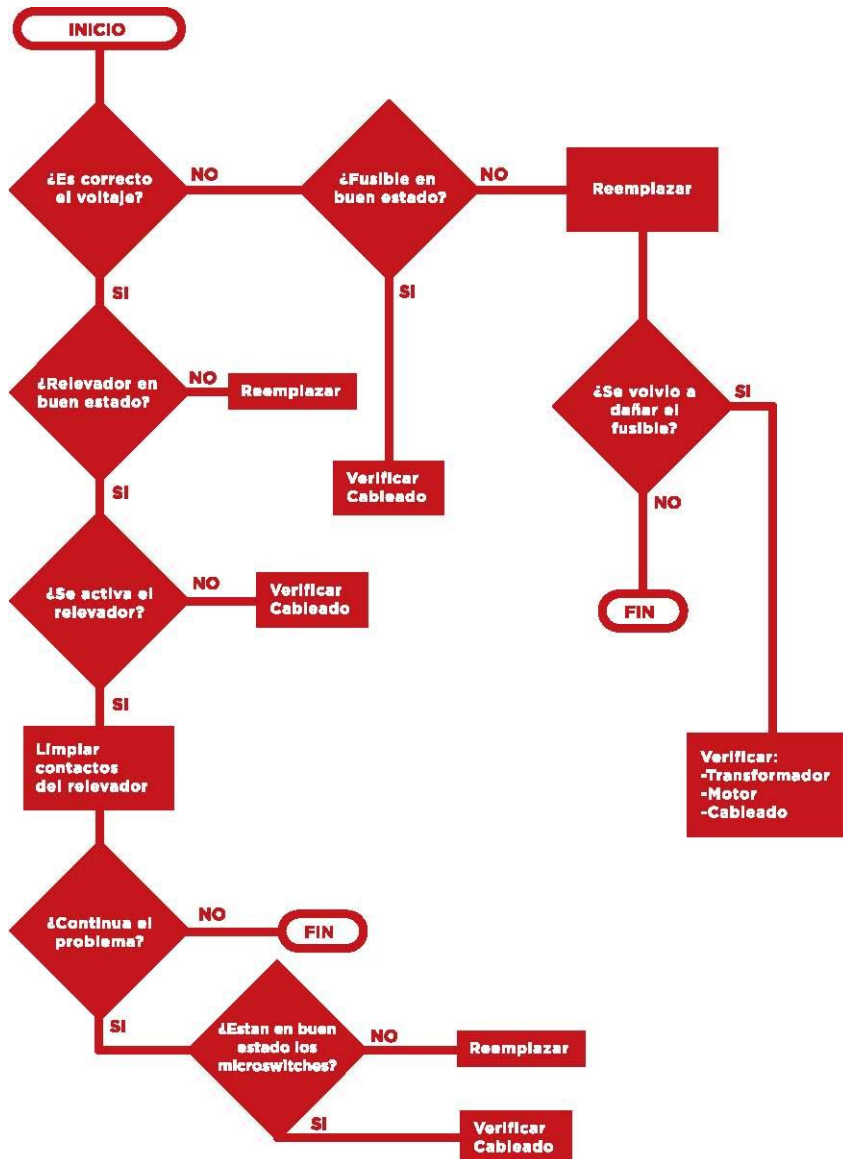 INICIO
¿Es correcto
el voltaje?
NO
¿Fusible en
buen estado?
NO
Reemplazar
SI
SI
¿Relevador en
buen estado?
NO
Reemplazar
¿Se volvio a
dañar el
fusible?
SI
Verificar
Cableado
NO
SI
¿Se activa el
relevador?
NO
Verificar
Cableado
FIN
SI
Limpiar
contactos
del relevador
Verificar:
-Transformador
-Motor
-Cableado
¿Continua el
problema?
NO
FIN
SI
¿Estan en buen
estado los
microswitches?
NO
Reemplazar
SI
Verificar
Cableado